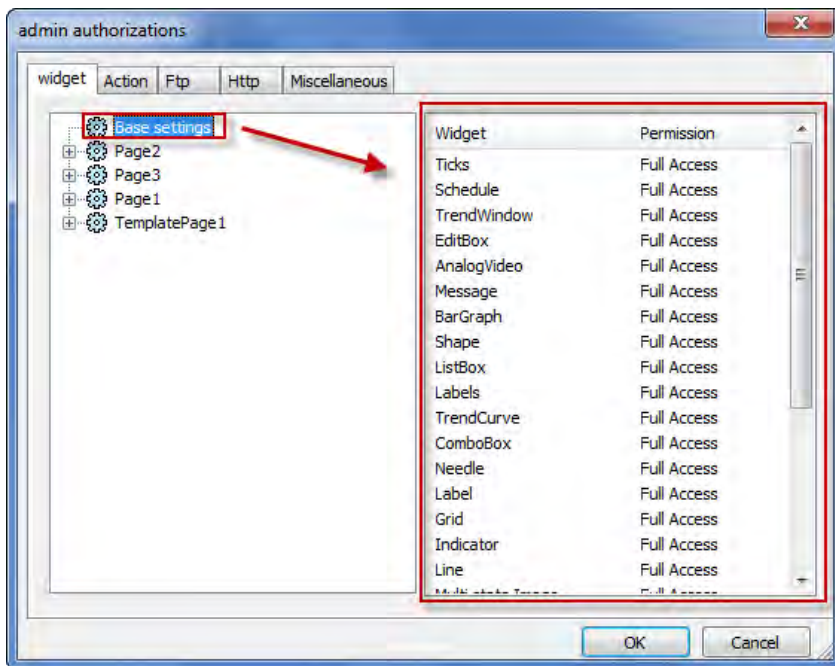 admin authorizations
widget Action Ftp Http Miscellaneous
Base settings
Page2
Page3
Page1
TemplatePage1
Widget Permission
Ticks Full Access
Schedule Full Access
TrendWindow Full Access
EditBox Full Access
AnalogVideo Full Access
Message Full Access
BarGraph Full Access
Shape Full Access
ListBox Full Access
Labels Full Access
TrendCurve Full Access
ComboBox Full Access
Needle Full Access
Label Full Access
Grid Full Access
Indicator Full Access
Line Full Access
OK Cancel